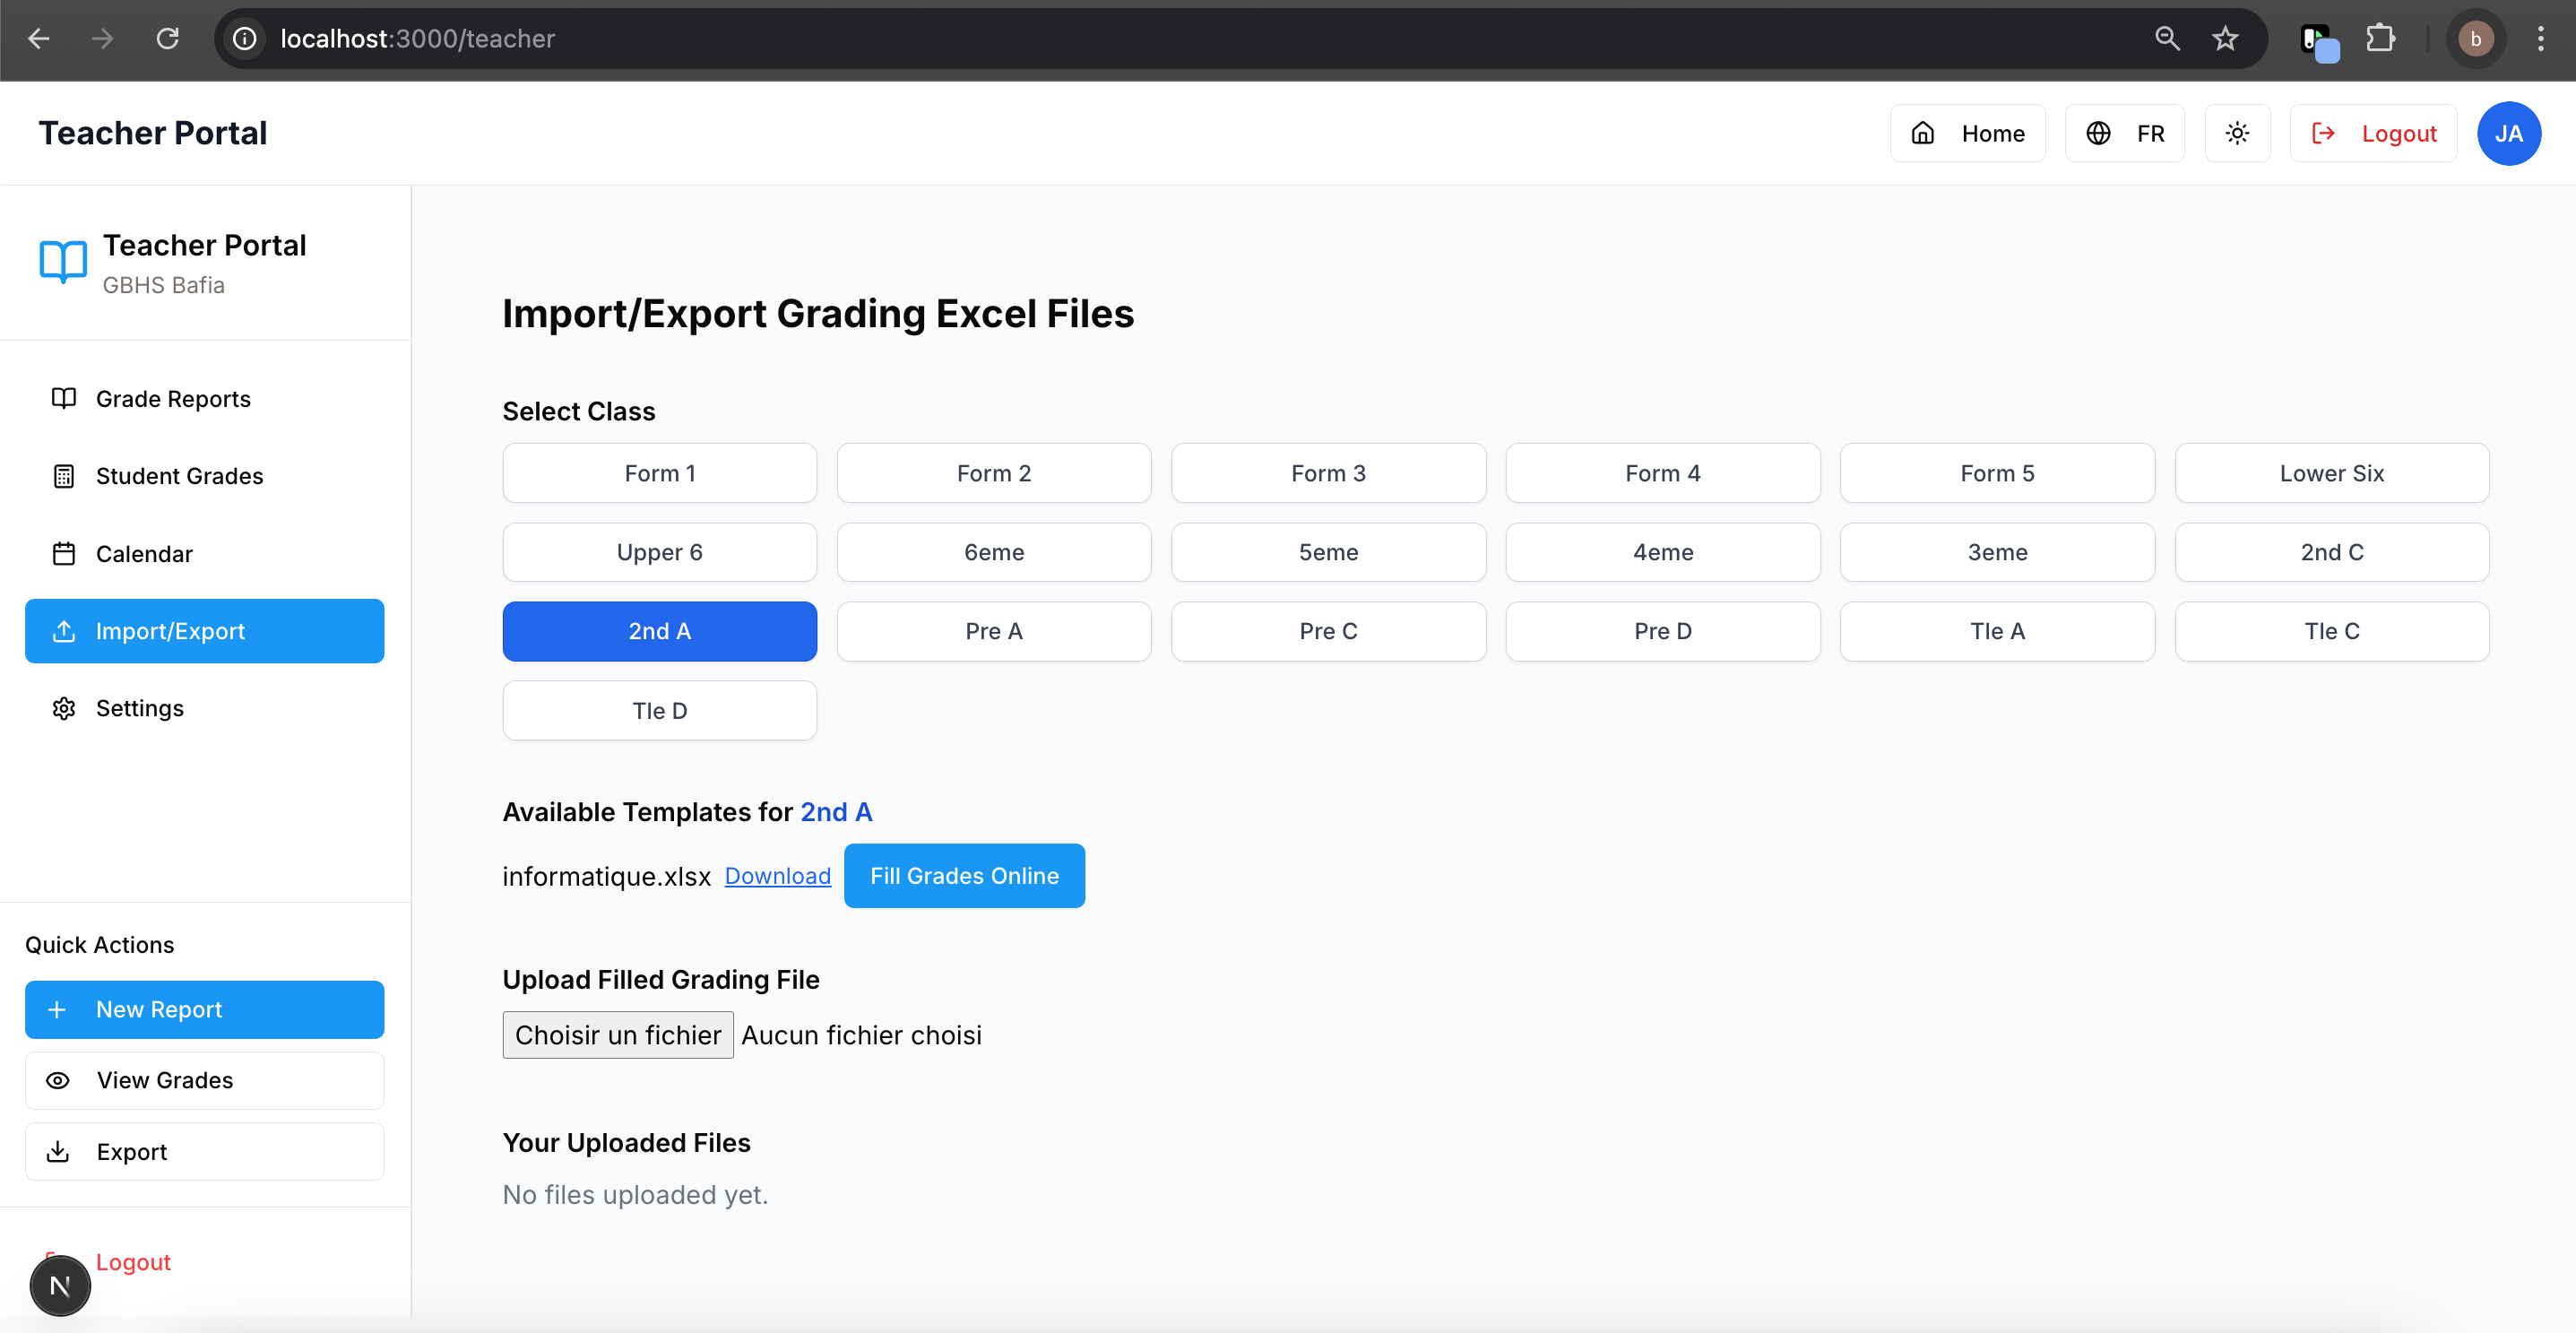 localhost:3000/teacher
b
Teacher Portal
Home
FR
Logout
JA
Teacher Portal
GBHS Bafia
Grade Reports
Student Grades
Calendar
Import/Export
Settings
Quick Actions
New Report
View Grades
Export
Logout
N
Import/Export Grading Excel Files
Select Class
Form 1 Form 2 Form 3 Form 4 Form 5 Lower Six
Upper 6 6eme 5eme 4eme 3eme 2nd C
2nd A Pre A Pre C Pre D Tle A Tle C
Tle D
Available Templates for 2nd A
informatique.xlsx Download Fill Grades Online
Upload Filled Grading File
Choisir un fichier Aucun fichier choisi
Your Uploaded Files
No files uploaded yet.